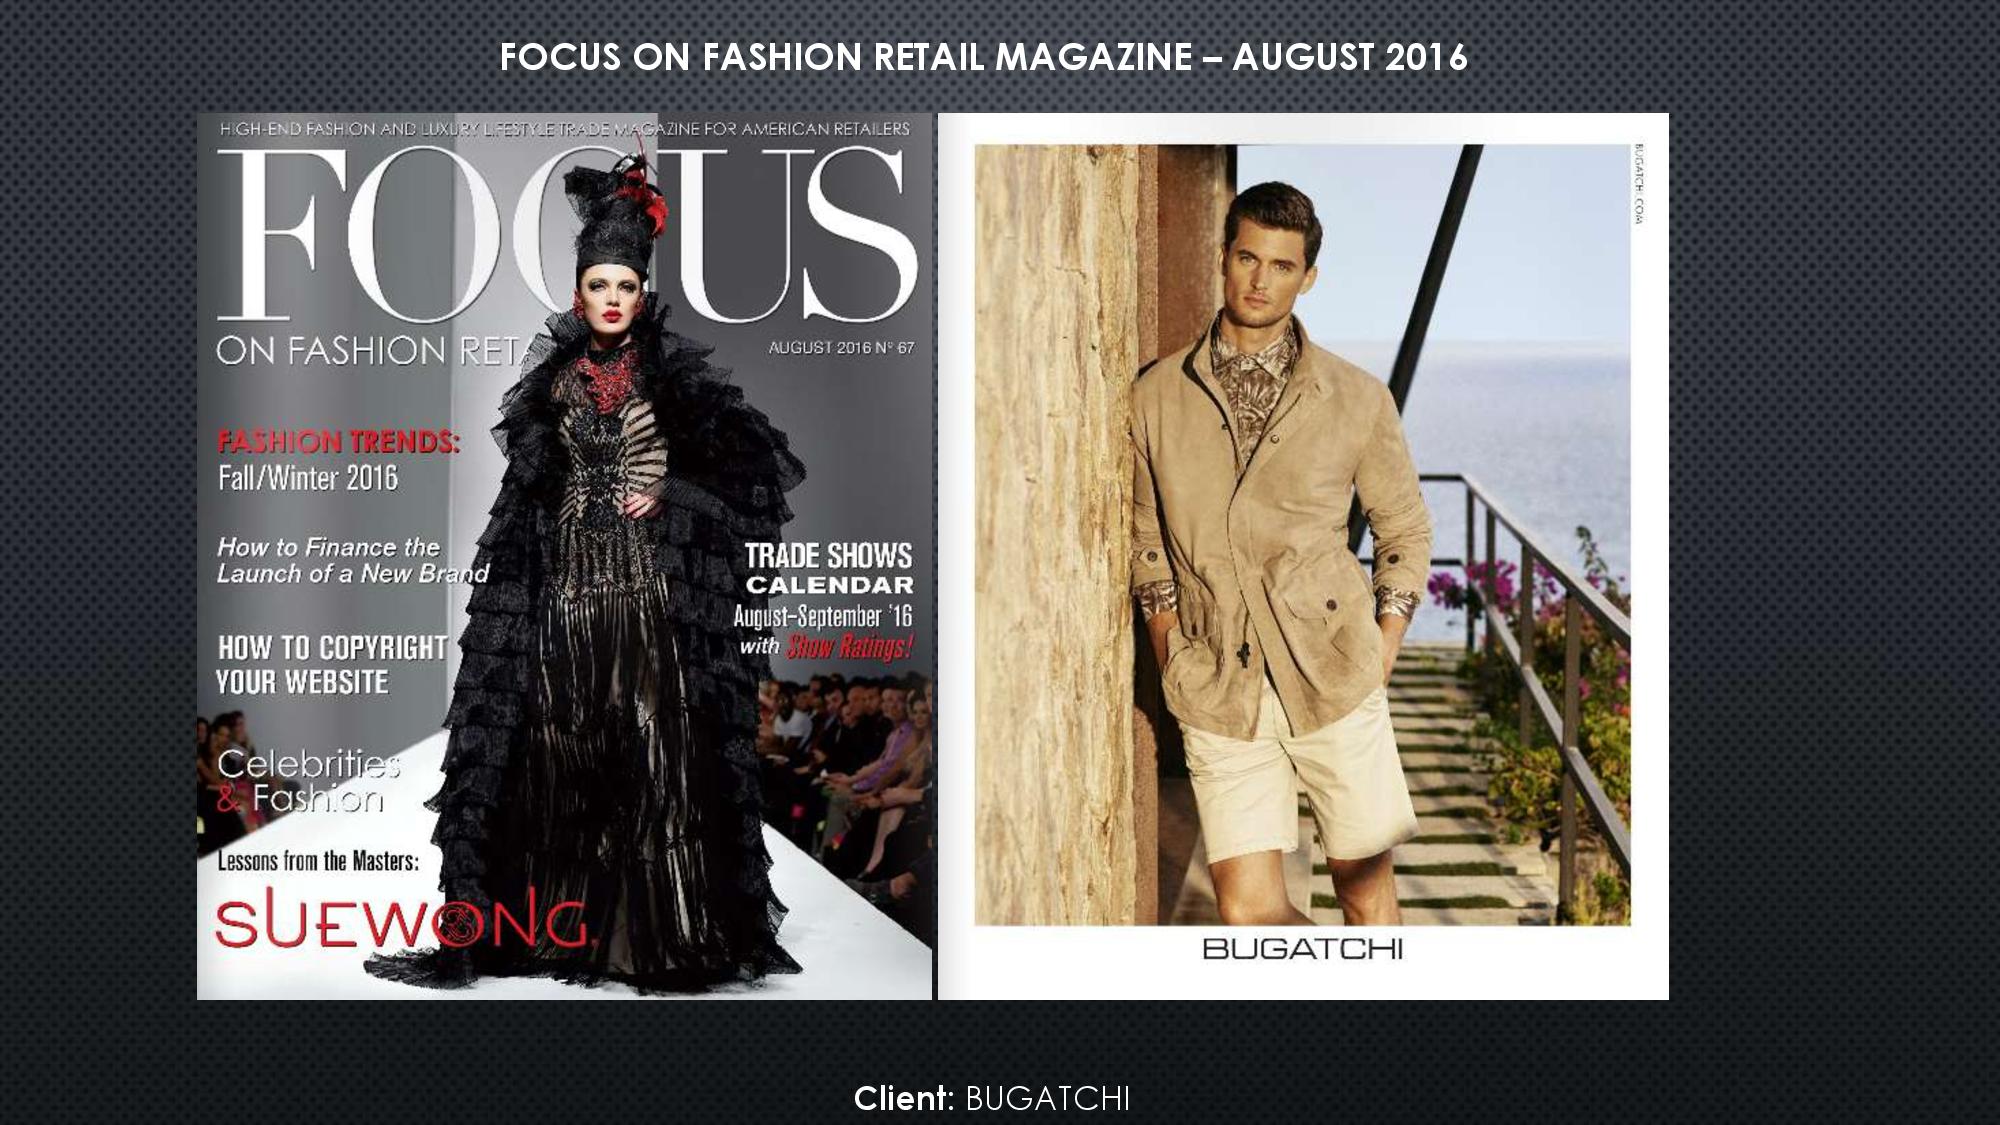 FOCUS ON FASHION RETAIL MAGAZINE – AUGUST 2016
HIGH-END FASHION AND LUXURY LIFESTYLE TRADE MAGAZINE FOR AMERICAN RETAILERS
FOCUS
ON FASHION RETA
AUGUST 2016 Nº 67
FASHION TRENDS:
Fall/Winter 2016
How to Finance the
Launch of a New Brand
HOW TO COPYRIGHT
YOUR WEBSITE
Celebrities
& Fashion
Lessons from the Masters:
SUEWONG
TRADE SHOWS
CALENDAR
August-September '16
with Show Ratings!
BUGATCHI.COM
BUGATCHI
Client: BUGATCHI